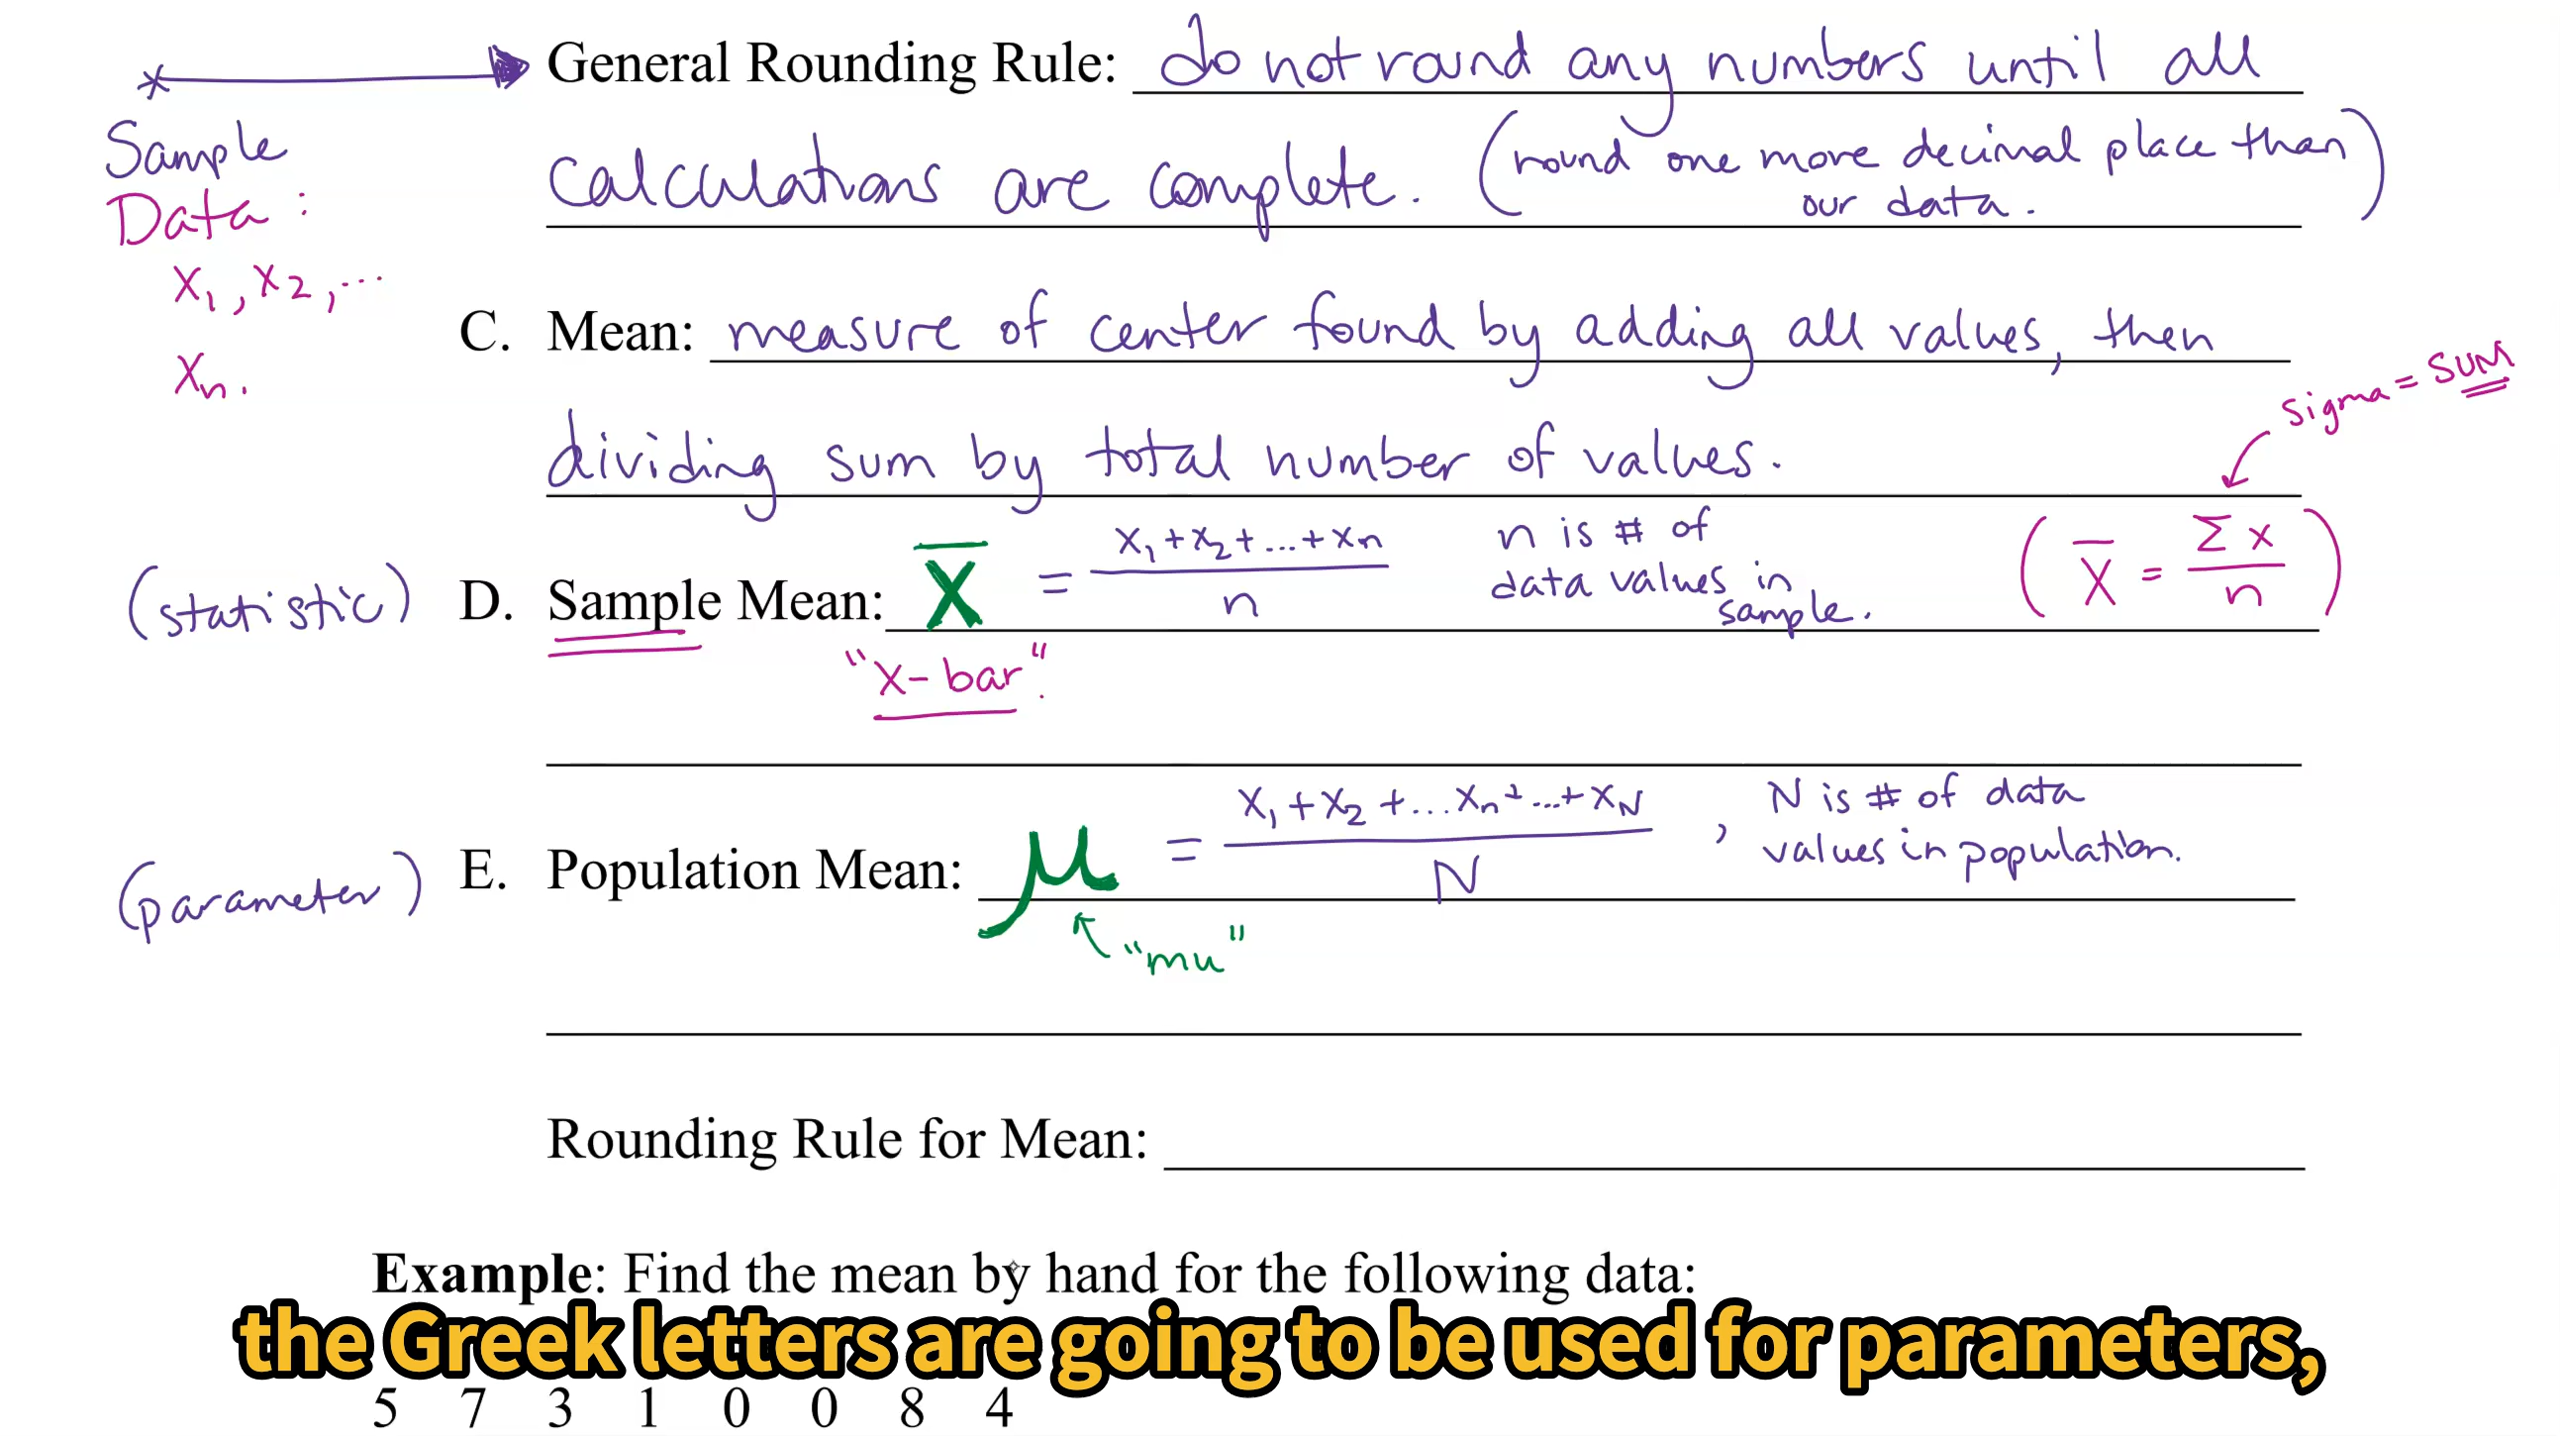 General Rounding Rule: do not round any numbers until all
Sample
calculations are complete. (round one more decimal place than
our data.)
Data:
x₁, x₂, ...
xₙ.
C. Mean: measure of center found by adding all values, then
sigma = SUM
dividing sum by total number of values.
(statistic) D. Sample Mean: x̄ = (x₁+x₂+...+xₙ)/n n is # of data values in sample. (x̄ = Σx/n)
"x-bar".
(parameter) E. Population Mean: μ = (x₁+x₂+...xₙ+...+x_N)/N , N is # of data values in population.
"mu"
Rounding Rule for Mean:
Example: Find the mean by hand for the following data:
the Greek letters are going to be used for parameters,
5 7 3 1 0 0 8 4